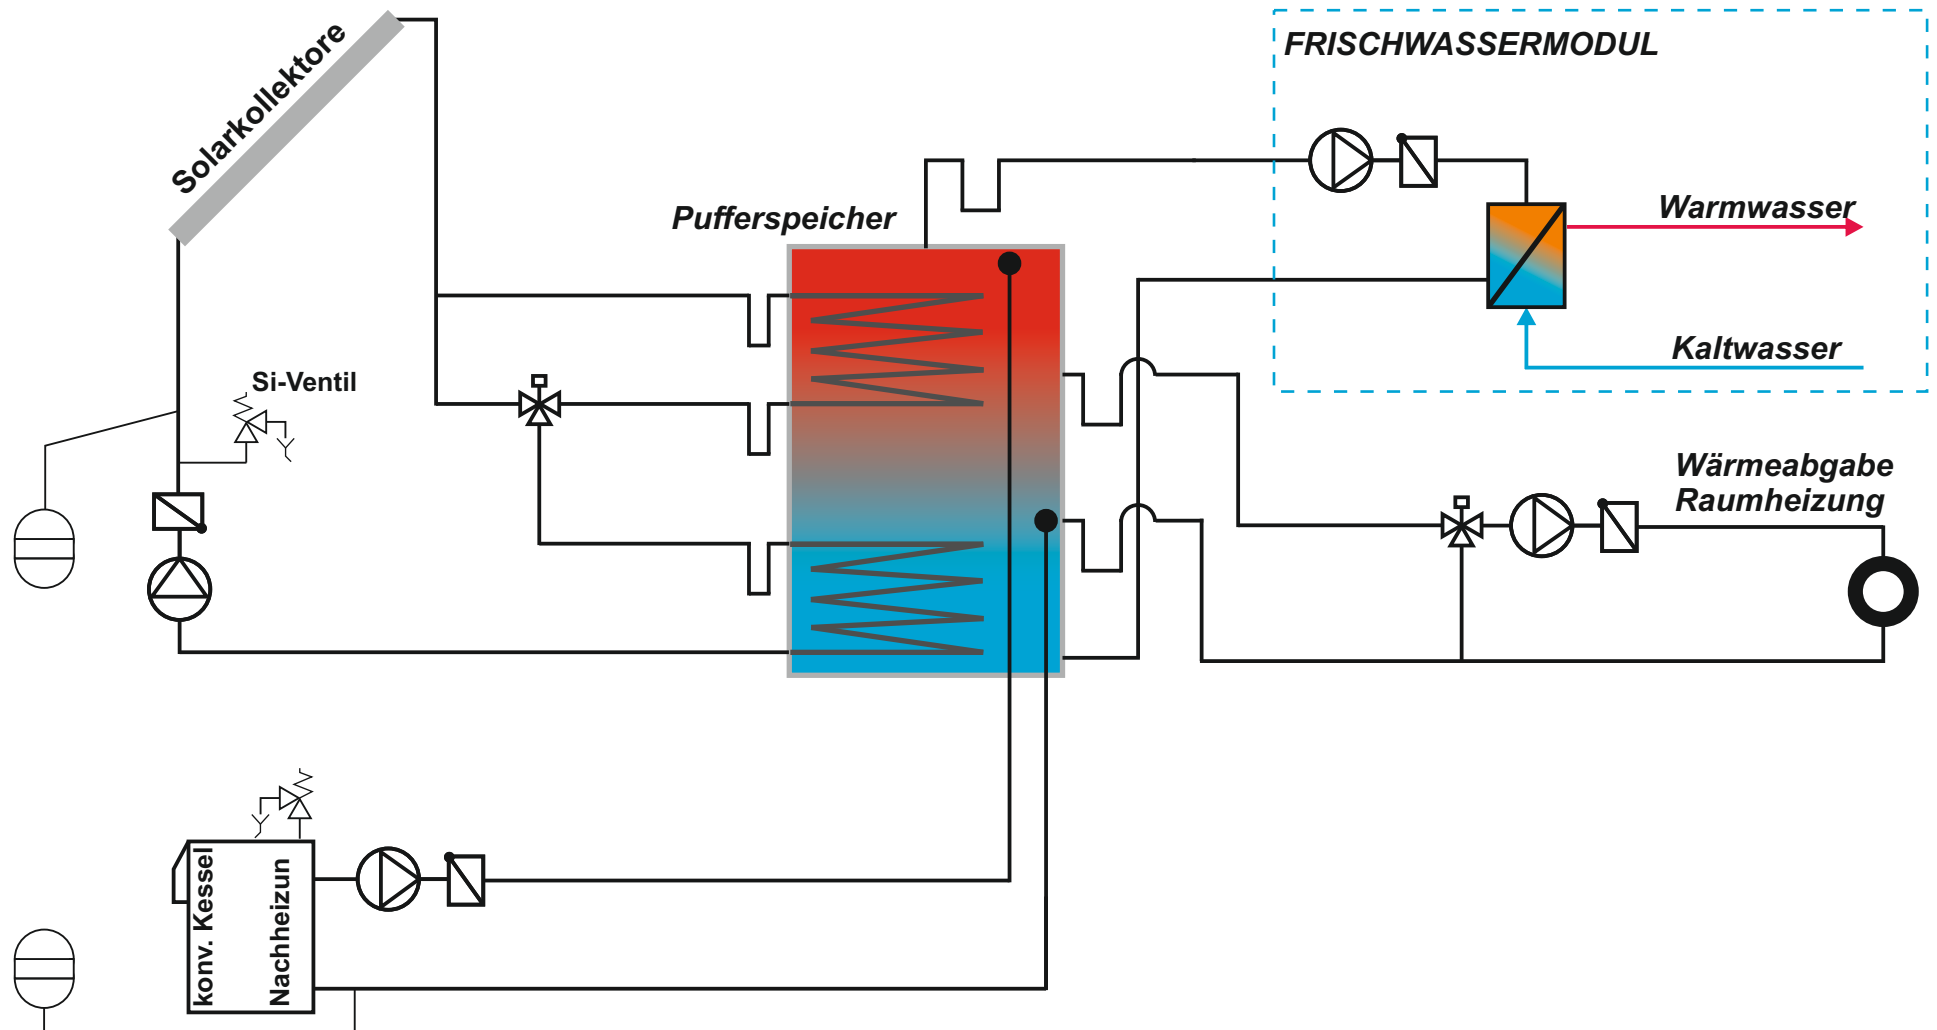 Solarkollektore
FRISCHWASSERMODUL
Pufferspeicher
Warmwasser
Kaltwasser
Si-Ventil
Wärmeabgabe
Raumheizung
konv. Kessel
Nachheizun